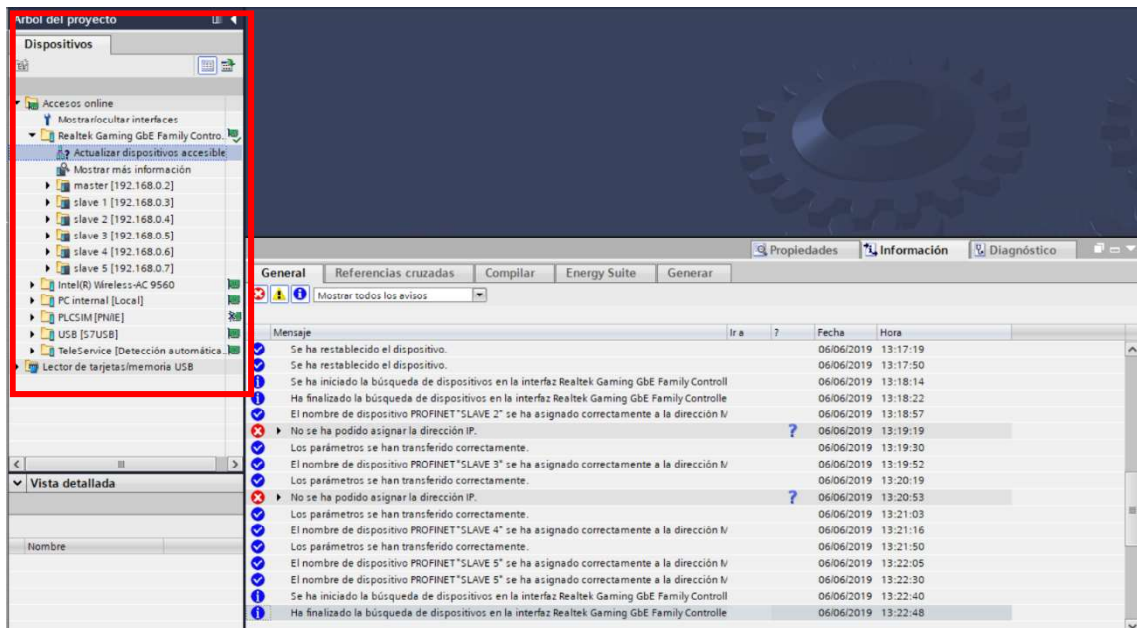 Árbol del proyecto
Dispositivos
Accesos online
Mostrar/ocultar interfaces
Realtek Gaming GbE Family Contro..
Actualizar dispositivos accesible
Mostrar más información
master [192.168.0.2]
slave 1 [192.168.0.3]
slave 2 [192.168.0.4]
slave 3 [192.168.0.5]
slave 4 [192.168.0.6]
slave 5 [192.168.0.7]
Intel(R) Wireless-AC 9560
PC internal [Local]
PLCSIM [PN/IE]
USB [S7USB]
TeleService [Detección automática..
Lector de tarjetas/memoria USB
Vista detallada
Nombre
Propiedades Información Diagnóstico
General Referencias cruzadas Compilar Energy Suite Generar
Mostrar todos los avisos
Mensaje Ir a ? Fecha Hora
Se ha restablecido el dispositivo. 06/06/2019 13:17:19
Se ha restablecido el dispositivo. 06/06/2019 13:17:50
Se ha iniciado la búsqueda de dispositivos en la interfaz Realtek Gaming GbE Family Controll 06/06/2019 13:18:14
Ha finalizado la búsqueda de dispositivos en la interfaz Realtek Gaming GbE Family Controlle 06/06/2019 13:18:22
El nombre de dispositivo PROFINET"SLAVE 2" se ha asignado correctamente a la dirección M 06/06/2019 13:18:57
No se ha podido asignar la dirección IP. ? 06/06/2019 13:19:19
Los parámetros se han transferido correctamente. 06/06/2019 13:19:30
El nombre de dispositivo PROFINET"SLAVE 3" se ha asignado correctamente a la dirección M 06/06/2019 13:19:52
Los parámetros se han transferido correctamente. 06/06/2019 13:20:19
No se ha podido asignar la dirección IP. ? 06/06/2019 13:20:53
Los parámetros se han transferido correctamente. 06/06/2019 13:21:03
El nombre de dispositivo PROFINET"SLAVE 4" se ha asignado correctamente a la dirección M 06/06/2019 13:21:16
Los parámetros se han transferido correctamente. 06/06/2019 13:21:50
El nombre de dispositivo PROFINET"SLAVE 5" se ha asignado correctamente a la dirección M 06/06/2019 13:22:05
El nombre de dispositivo PROFINET"SLAVE 5" se ha asignado correctamente a la dirección M 06/06/2019 13:22:30
Se ha iniciado la búsqueda de dispositivos en la interfaz Realtek Gaming GbE Family Controll 06/06/2019 13:22:40
Ha finalizado la búsqueda de dispositivos en la interfaz Realtek Gaming GbE Family Controlle 06/06/2019 13:22:48